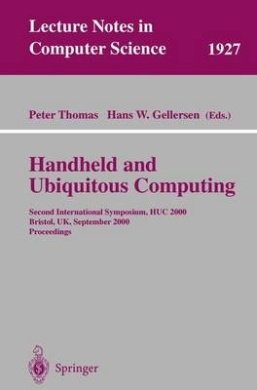 Lecture Notes in
Computer Science 1927
Peter Thomas Hans W. Gellersen (Eds.)
Handheld and
Ubiquitous Computing
Second International Symposium, HUC 2000
Bristol, UK, September 2000
Proceedings
Springer